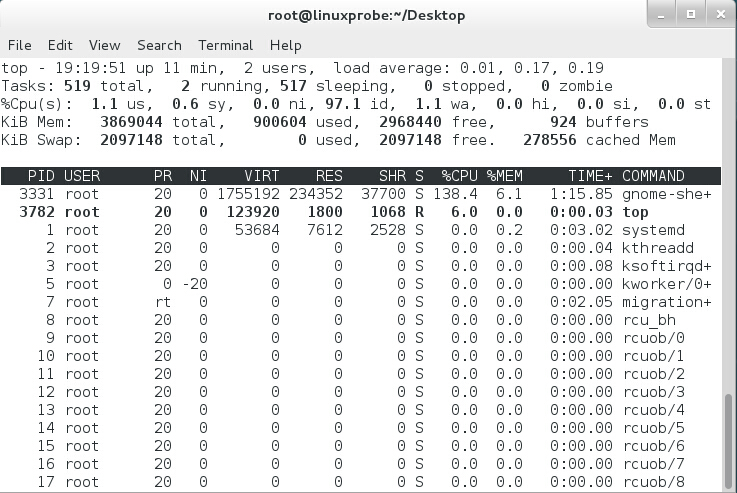 root@linuxprobe:~/Desktop
File Edit View Search Terminal Help
top - 19:19:51 up 11 min, 2 users, load average: 0.01, 0.17, 0.19
Tasks: 519 total, 2 running, 517 sleeping, 0 stopped, 0 zombie
%Cpu(s): 1.1 us, 0.6 sy, 0.0 ni, 97.1 id, 1.1 wa, 0.0 hi, 0.0 si, 0.0 st
KiB Mem: 3869044 total, 900604 used, 2968440 free, 924 buffers
KiB Swap: 2097148 total, 0 used, 2097148 free. 278556 cached Mem
PID USER PR NI VIRT RES SHR S %CPU %MEM TIME+ COMMAND
3331 root 20 0 1755192 234352 37700 S 138.4 6.1 1:15.85 gnome-she+
3782 root 20 0 123920 1800 1068 R 6.0 0.0 0:00.03 top
1 root 20 0 53684 7612 2528 S 0.0 0.2 0:03.02 systemd
2 root 20 0 0 0 0 S 0.0 0.0 0:00.04 kthreadd
3 root 20 0 0 0 0 S 0.0 0.0 0:00.08 ksoftirqd+
5 root 0 -20 0 0 0 S 0.0 0.0 0:00.00 kworker/0+
7 root rt 0 0 0 0 S 0.0 0.0 0:02.05 migration+
8 root 20 0 0 0 0 S 0.0 0.0 0:00.00 rcu_bh
9 root 20 0 0 0 0 S 0.0 0.0 0:00.00 rcuob/0
10 root 20 0 0 0 0 S 0.0 0.0 0:00.00 rcuob/1
11 root 20 0 0 0 0 S 0.0 0.0 0:00.00 rcuob/2
12 root 20 0 0 0 0 S 0.0 0.0 0:00.00 rcuob/3
13 root 20 0 0 0 0 S 0.0 0.0 0:00.00 rcuob/4
14 root 20 0 0 0 0 S 0.0 0.0 0:00.00 rcuob/5
15 root 20 0 0 0 0 S 0.0 0.0 0:00.00 rcuob/6
16 root 20 0 0 0 0 S 0.0 0.0 0:00.00 rcuob/7
17 root 20 0 0 0 0 S 0.0 0.0 0:00.00 rcuob/8